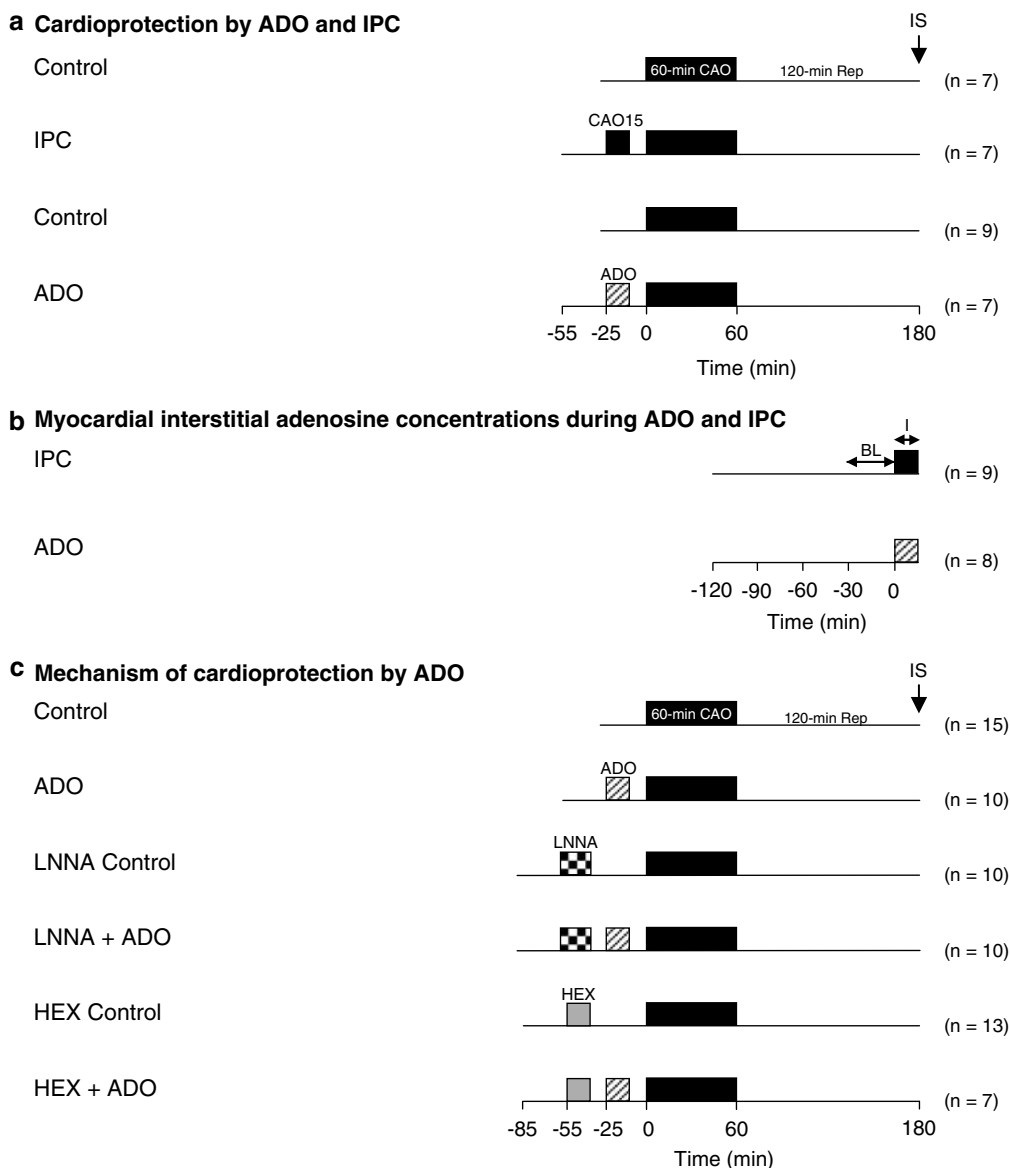 a Cardioprotection by ADO and IPC
IS
Control
60-min CAO
120-min Rep
(n = 7)
CAO15
IPC
(n = 7)
Control
(n = 9)
ADO
ADO
(n = 7)
-55 -25 0 60 180
Time (min)
b Myocardial interstitial adenosine concentrations during ADO and IPC
I
IPC
BL
(n = 9)
ADO
(n = 8)
-120 -90 -60 -30 0
Time (min)
c Mechanism of cardioprotection by ADO
IS
Control
60-min CAO
120-min Rep
(n = 15)
ADO
ADO
(n = 10)
LNNA
LNNA Control
(n = 10)
LNNA + ADO
(n = 10)
HEX
HEX Control
(n = 13)
HEX + ADO
(n = 7)
-85 -55 -25 0 60 180
Time (min)